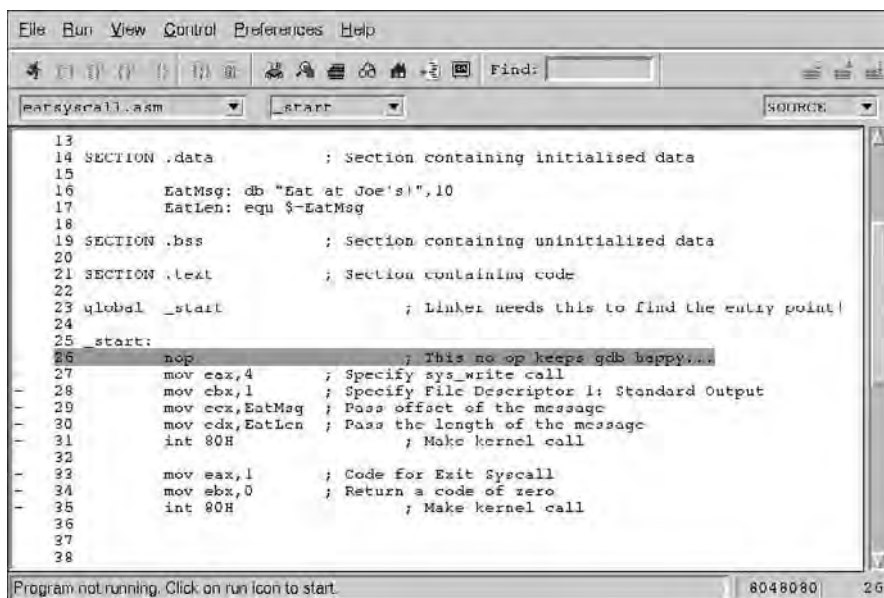 File Run View Control Preferences Help
Find:
eatsyscall.asm _start SOURCE
13
14 SECTION .data ; Section containing initialised data
15
16 EatMsg: db "Eat at Joe's!",10
17 EatLen: equ $-EatMsg
18
19 SECTION .bss ; Section containing uninitialized data
20
21 SECTION .text ; Section containing code
22
23 global _start ; Linker needs this to find the entry point!
24
25 _start:
26 nop ; This no op keeps gdb happy...
27 mov eax,4 ; Specify sys_write call
- 28 mov ebx,1 ; Specify File Descriptor 1: Standard Output
- 29 mov ecx,EatMsg ; Pass offset of the message
- 30 mov edx,EatLen ; Pass the length of the message
- 31 int 80H ; Make kernel call
32
- 33 mov eax,1 ; Code for Exit Syscall
- 34 mov ebx,0 ; Return a code of zero
- 35 int 80H ; Make kernel call
36
37
38
Program not running. Click on run icon to start. 8048080 26